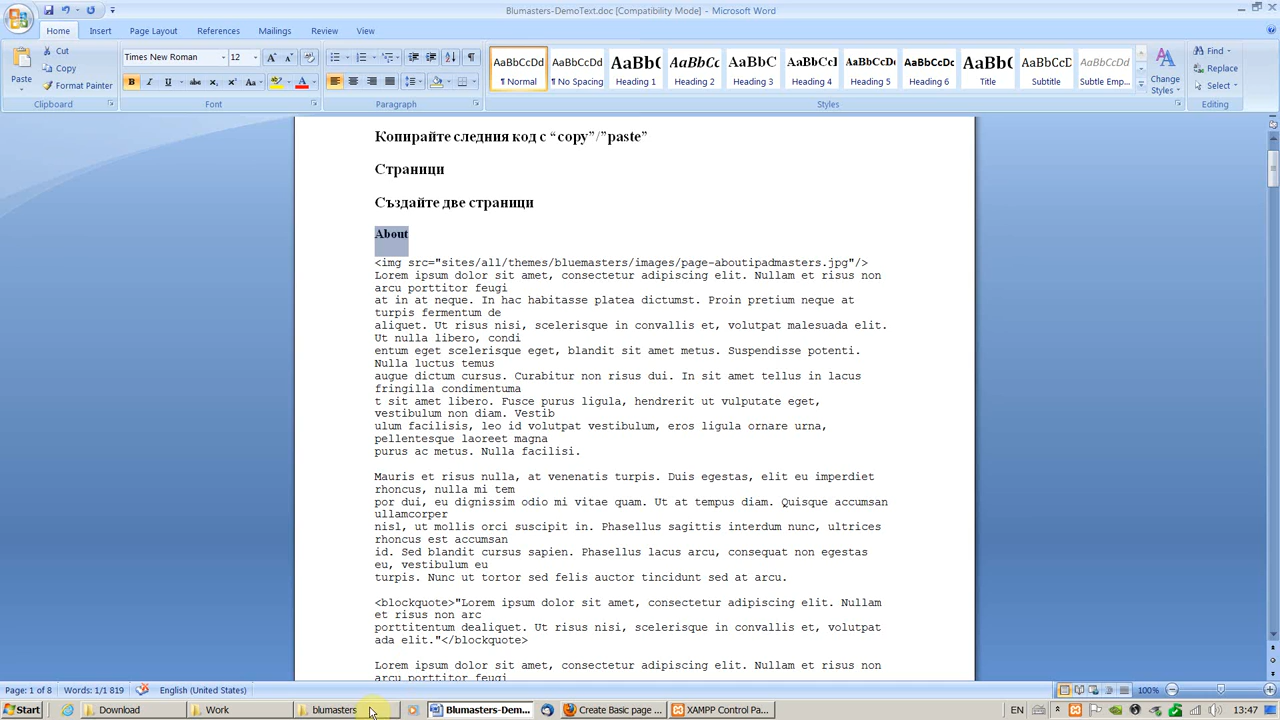 Blumasters-DemoText.doc [Compatibility Mode] - Microsoft Word
Home Insert Page Layout References Mailings Review View
Paste
Cut
Copy
Format Painter
Clipboard
Times New Roman 12
Font
Paragraph
AaBbCcDd AaBbCcDd AaBbC AaBbCc AaBbCc AaBbCcI AaBbCcDc AaBbCcDc AaBbC AaBbCcD AaBbCcDd
¶ Normal ¶ No Spacing Heading 1 Heading 2 Heading 3 Heading 4 Heading 5 Heading 6 Title Subtitle Subtle Emp...
Styles
Change Styles
Find
Replace
Select
Editing
Копирайте следния код с “copy”/”paste”
Страници
Създайте две страници
About
<img src="sites/all/themes/bluemasters/images/page-aboutipadmasters.jpg"/>
Lorem ipsum dolor sit amet, consectetur adipiscing elit. Nullam et risus non
arcu porttitor feugi
at in at neque. In hac habitasse platea dictumst. Proin pretium neque at
turpis fermentum de
aliquet. Ut risus nisi, scelerisque in convallis et, volutpat malesuada elit.
Ut nulla libero, condi
entum eget scelerisque eget, blandit sit amet metus. Suspendisse potenti.
Nulla luctus temus
augue dictum cursus. Curabitur non risus dui. In sit amet tellus in lacus
fringilla condimentuma
t sit amet libero. Fusce purus ligula, hendrerit ut vulputate eget,
vestibulum non diam. Vestib
ulum facilisis, leo id volutpat vestibulum, eros ligula ornare urna,
pellentesque laoreet magna
purus ac metus. Nulla facilisi.
Mauris et risus nulla, at venenatis turpis. Duis egestas, elit eu imperdiet
rhoncus, nulla mi tem
por dui, eu dignissim odio mi vitae quam. Ut at tempus diam. Quisque accumsan
ullamcorper
nisl, ut mollis orci suscipit in. Phasellus sagittis interdum nunc, ultrices
rhoncus est accumsan
id. Sed blandit cursus sapien. Phasellus lacus arcu, consequat non egestas
eu, vestibulum eu
turpis. Nunc ut tortor sed felis auctor tincidunt sed at arcu.
<blockquote>"Lorem ipsum dolor sit amet, consectetur adipiscing elit. Nullam
et risus non arc
porttitentum dealiquet. Ut risus nisi, scelerisque in convallis et, volutpat
ada elit."</blockquote>
Lorem ipsum dolor sit amet, consectetur adipiscing elit. Nullam et risus non
arcu porttitor feugi
Page: 1 of 8 Words: 1/1 819 English (United States) 100%
Start Download Work blumasters Blumasters-Dem... Create Basic page ... XAMPP Control Pa... EN 13:47